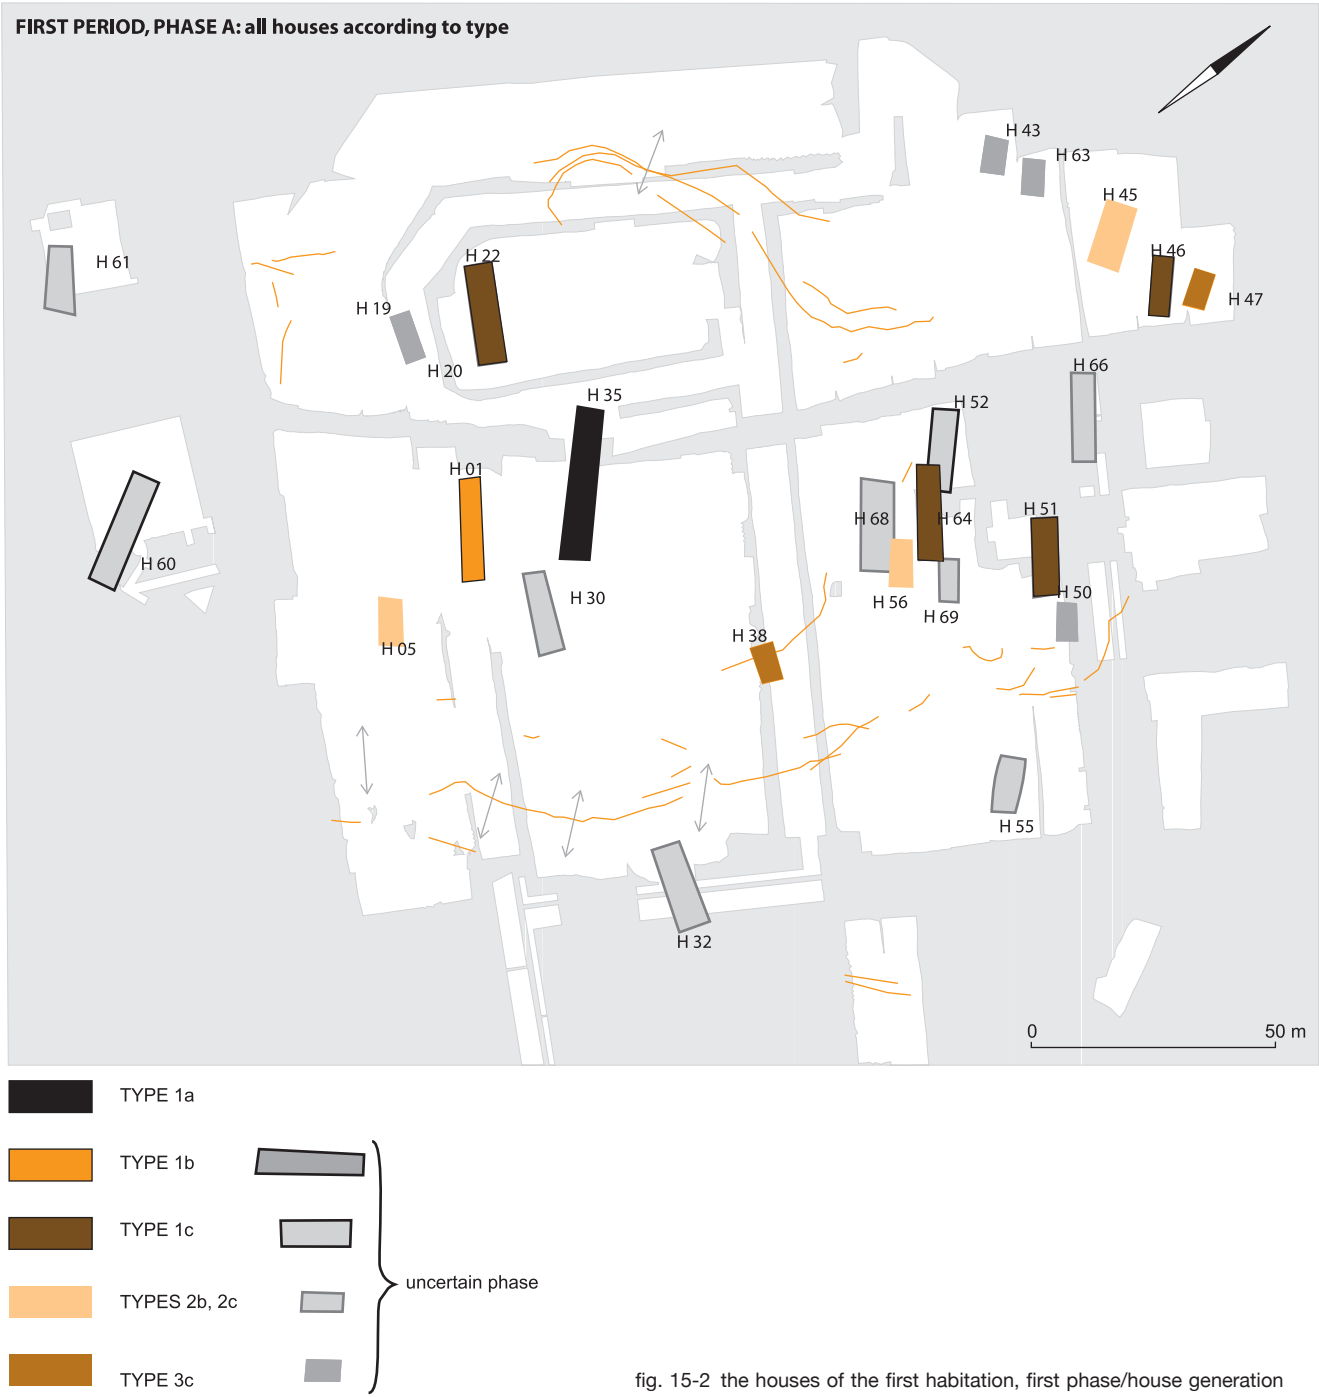 FIRST PERIOD, PHASE A: all houses according to type
H 43
H 63
H 45
H 46
H 47
H 61
H 22
H 19
H 20
H 35
H 66
H 52
H 01
H 68
H 64
H 51
H 60
H 30
H 56
H 69
H 50
H 05
H 38
H 55
H 32
0 50 m
TYPE 1a
TYPE 1b
TYPE 1c
uncertain phase
TYPES 2b, 2c
TYPE 3c
fig. 15-2 the houses of the first habitation, first phase/house generation